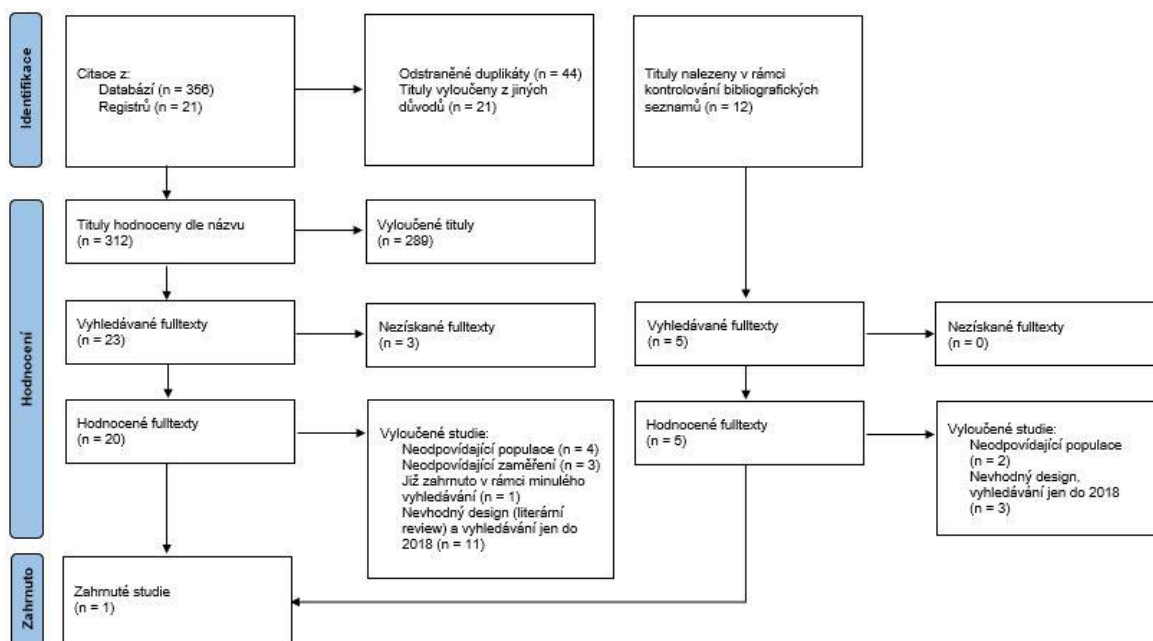 Identifikace
Citace z:
Databází (n = 356)
Registrů (n = 21)
Odstraněné duplikáty (n = 44)
Tituly vyloučeny z jiných
důvodů (n = 21)
Tituly nalezeny v rámci
kontrolování bibliografických
seznamů (n = 12)
Hodnocení
Tituly hodnoceny dle názvu
(n = 312)
Vyloučené tituly
(n = 289)
Vyhledávané fulltexty
(n = 23)
Nezískané fulltexty
(n = 3)
Vyhledávané fulltexty
(n = 5)
Nezískané fulltexty
(n = 0)
Hodnocené fulltexty
(n = 20)
Vyloučené studie:
Neodpovídající populace (n = 4)
Neodpovídající zaměření (n = 3)
Již zahrnuto v rámci minulého
vyhledávání (n = 1)
Nevhodný design (literární
review) a vyhledávání jen do
2018 (n = 11)
Hodnocené fulltexty
(n = 5)
Vyloučené studie:
Neodpovídající populace
(n = 2)
Nevhodný design,
vyhledávání jen do 2018
(n = 3)
Zahrnuto
Zahrnuté studie
(n = 1)